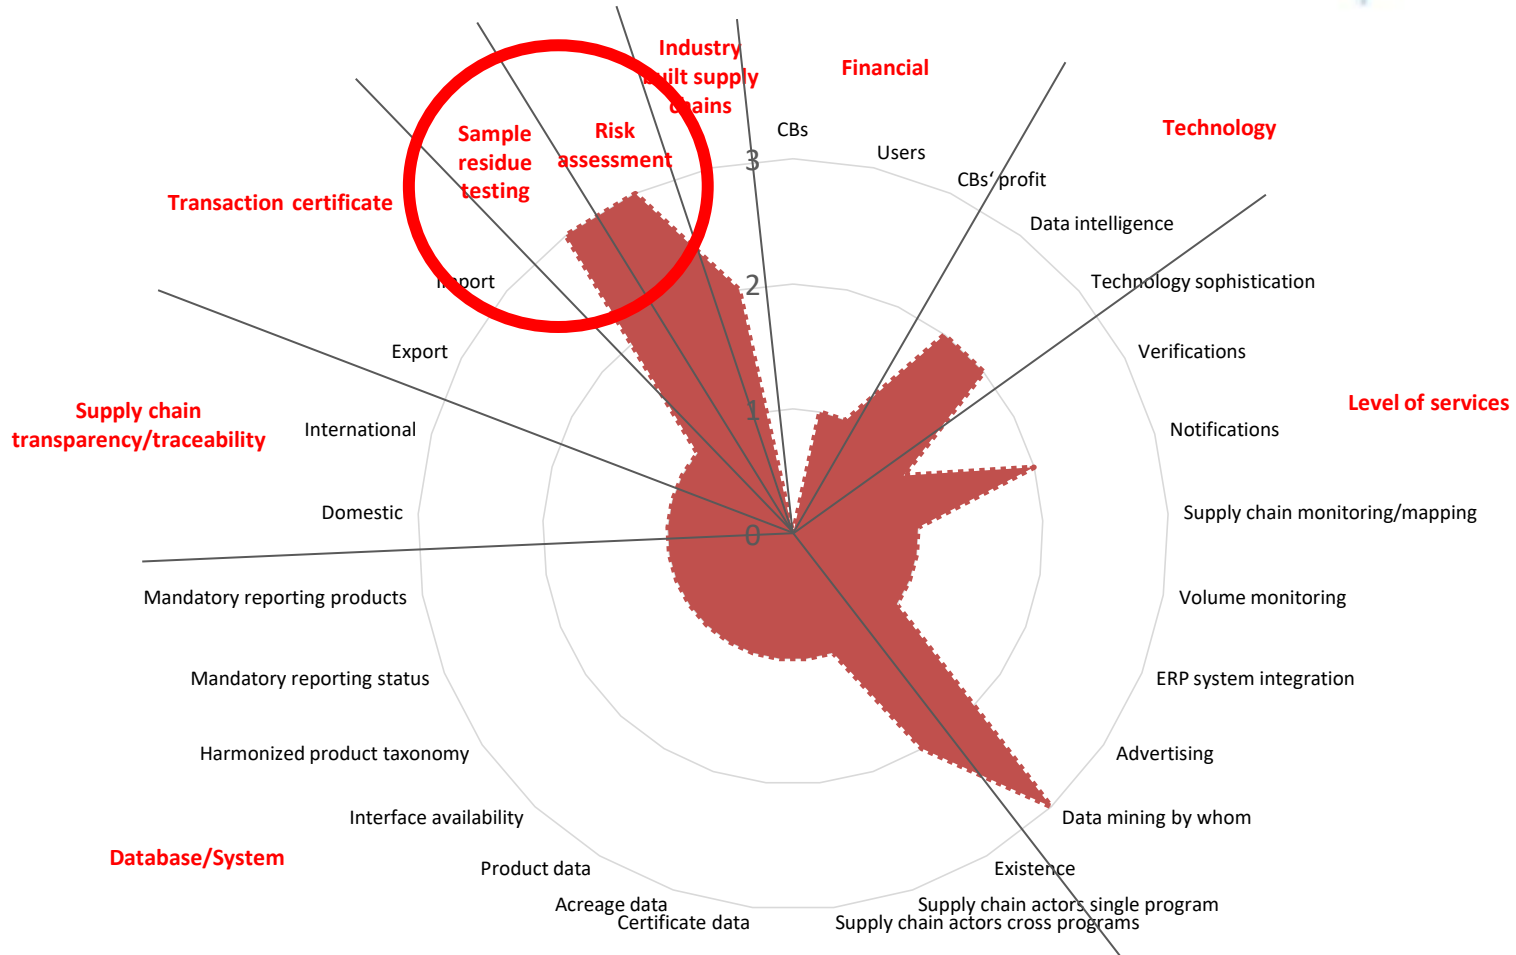 Industry
built supply
chains
Financial
Technology
Level of services
Sample
residue
testing
Risk
assessment
Transaction certificate
Supply chain
transparency/traceability
Database/System
CBs
Users
CBs‘profit
Data intelligence
Technology sophistication
Verifications
Notifications
Supply chain monitoring/mapping
Volume monitoring
ERP system integration
Advertising
Data mining by whom
Existence
Supply chain actors single program
Supply chain actors cross programs
Certificate data
Acreage data
Product data
Interface availability
Harmonized product taxonomy
Mandatory reporting status
Mandatory reporting products
Domestic
International
Export
Import
3
2
1
0